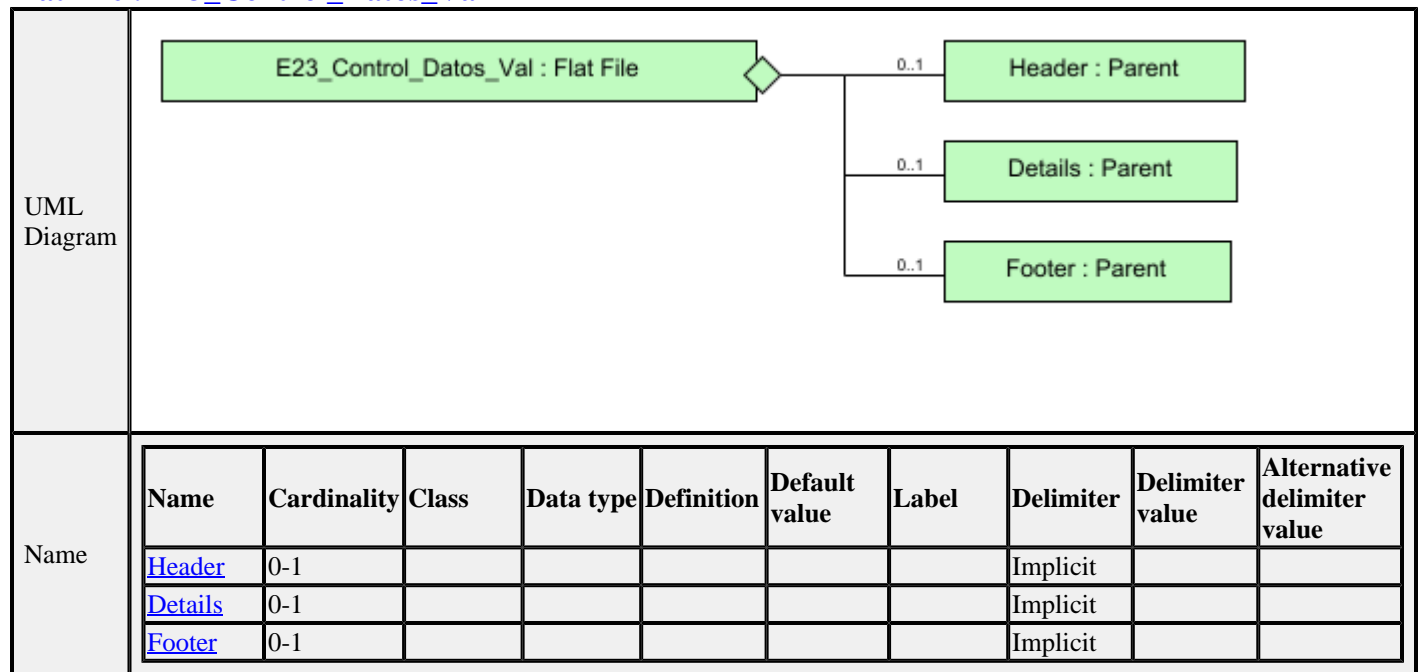 E23_Control_Datos_Val : Flat File
0..1
Header : Parent
0..1
Details : Parent
UML
Diagram
0..1
Footer : Parent
Name
Name Cardinality Class Data type Definition Default value Label Delimiter Delimiter value Alternative delimiter value
Header 0-1 Implicit
Details 0-1 Implicit
Footer 0-1 Implicit